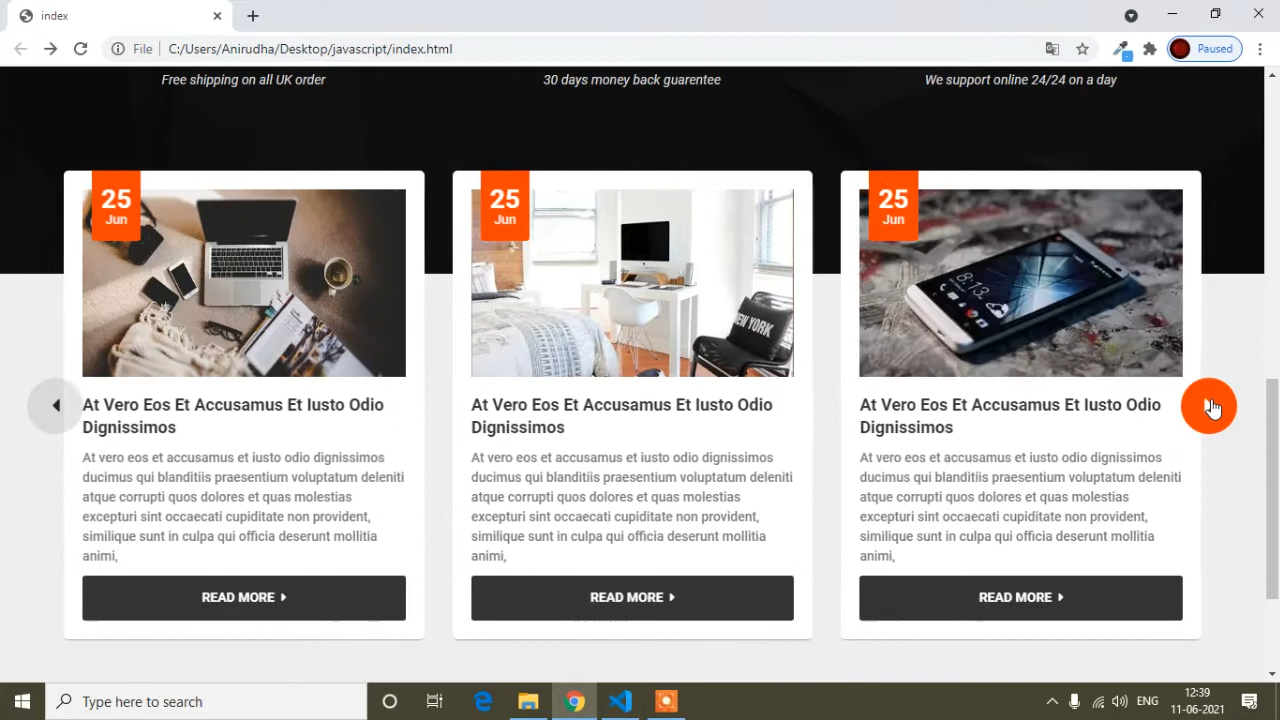 index
File
C:/Users/Anirudha/Desktop/javascript/index.html
Paused
Free shipping on all UK order
30 days money back guarentee
We support online 24/24 on a day
25
Jun
25
Jun
25
Jun
8:13
NEW YORK
At Vero Eos Et Accusamus Et Iusto Odio
Dignissimos
At vero eos et accusamus et iusto odio dignissimos
ducimus qui blanditiis praesentium voluptatum deleniti
atque corrupti quos dolores et quas molestias
excepturi sint occaecati cupiditate non provident,
similique sunt in culpa qui officia deserunt mollitia
animi,
READ MORE
At Vero Eos Et Accusamus Et Iusto Odio
Dignissimos
At vero eos et accusamus et iusto odio dignissimos
ducimus qui blanditiis praesentium voluptatum deleniti
atque corrupti quos dolores et quas molestias
excepturi sint occaecati cupiditate non provident,
similique sunt in culpa qui officia deserunt mollitia
animi,
READ MORE
At Vero Eos Et Accusamus Et Iusto Odio
Dignissimos
At vero eos et accusamus et iusto odio dignissimos
ducimus qui blanditiis praesentium voluptatum deleniti
atque corrupti quos dolores et quas molestias
excepturi sint occaecati cupiditate non provident,
similique sunt in culpa qui officia deserunt mollitia
animi,
READ MORE
Type here to search
ENG
12:39
11-06-2021